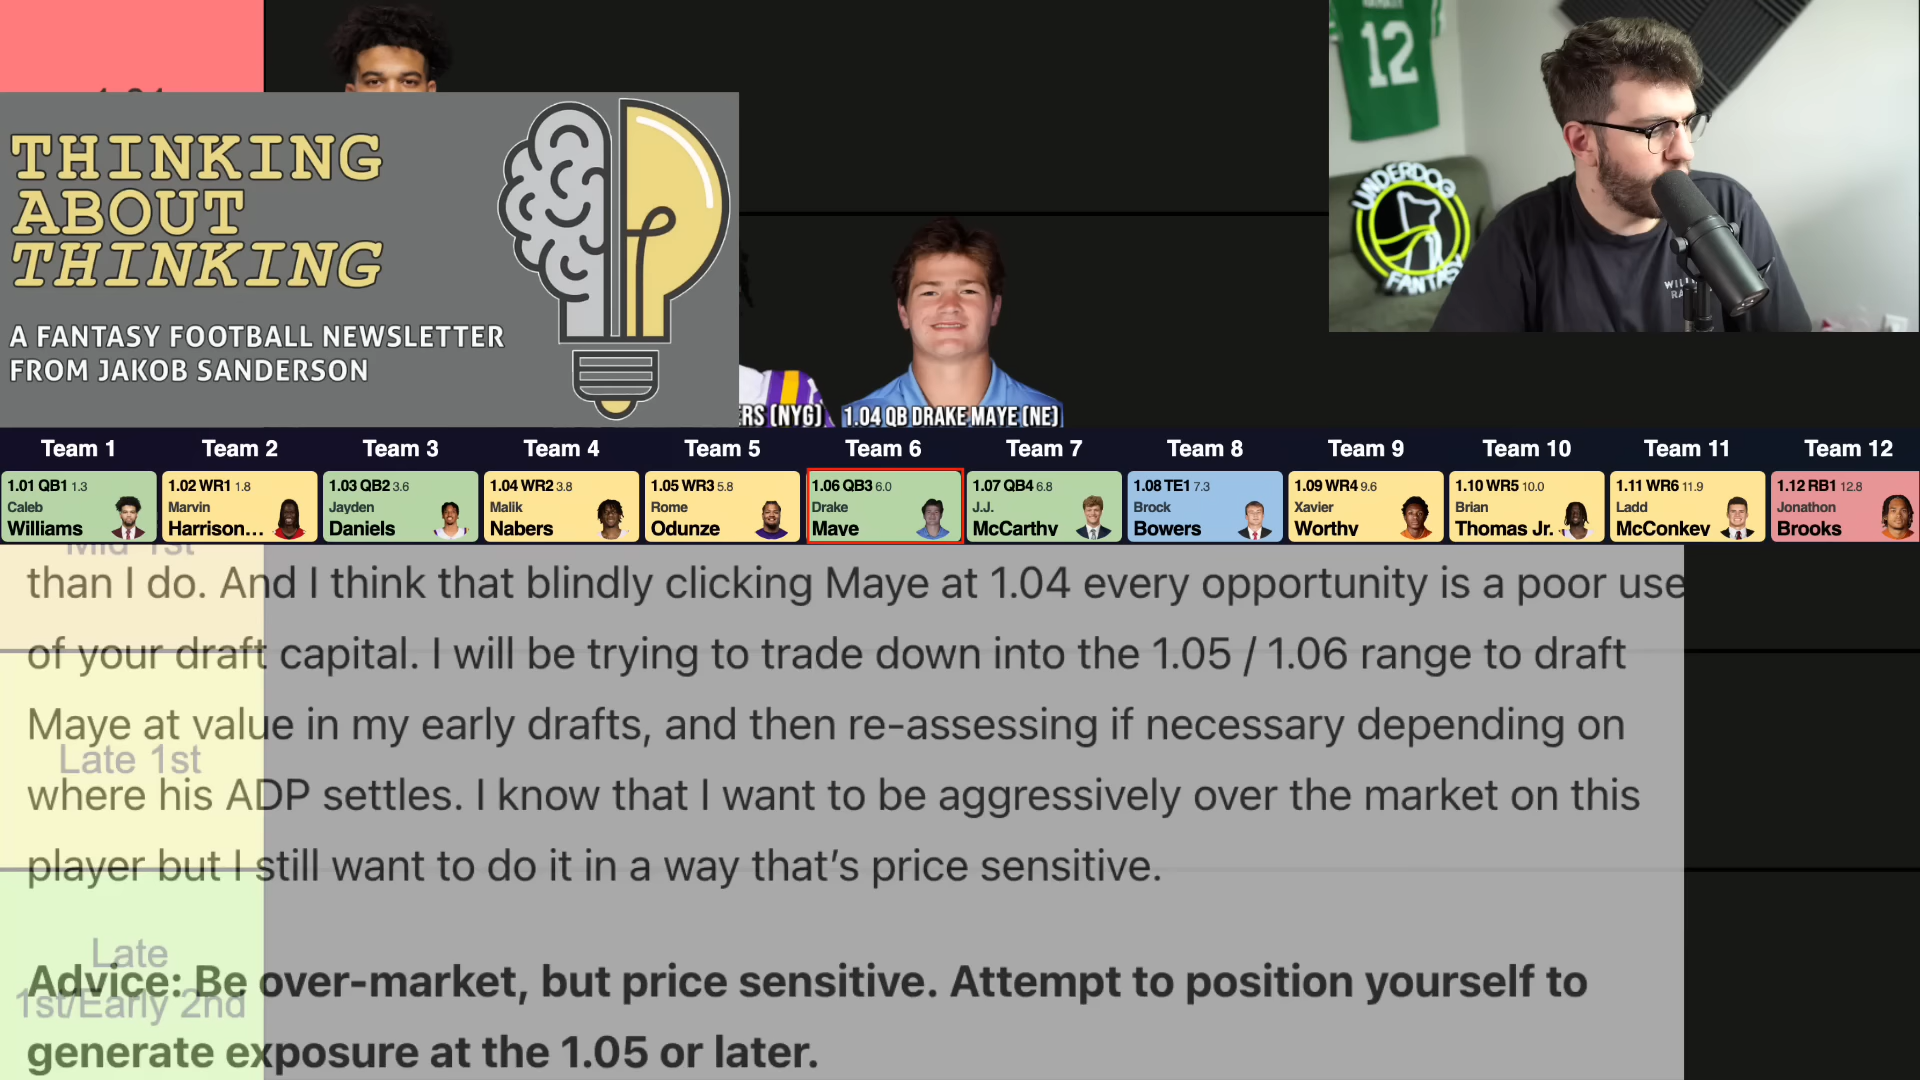 THINKING
ABOUT
THINKING
A FANTASY FOOTBALL NEWSLETTER
FROM JAKOB SANDERSON
12
UNDERDOG
FANTASY
ERS (NYG)
1.04 QB DRAKE MAYE (NE)
Team 1 Team 2 Team 3 Team 4 Team 5 Team 6 Team 7 Team 8 Team 9 Team 10 Team 11 Team 12
1.01 QB1 1.3
Caleb
Williams
1.02 WR1 1.8
Marvin
Harrison...
1.03 QB2 3.6
Jayden
Daniels
1.04 WR2 3.8
Malik
Nabers
1.05 WR3 5.8
Rome
Odunze
1.06 QB3 6.0
Drake
Maye
1.07 QB4 6.8
J.J.
McCarthy
1.08 TE1 7.3
Brock
Bowers
1.09 WR4 9.6
Xavier
Worthy
1.10 WR5 10.0
Brian
Thomas Jr.
1.11 WR6 11.9
Ladd
McConkey
1.12 RB1 12.8
Jonathon
Brooks
Mid 1st
than I do. And I think that blindly clicking Maye at 1.04 every opportunity is a poor use
of your draft capital. I will be trying to trade down into the 1.05 / 1.06 range to draft
Maye at value in my early drafts, and then re-assessing if necessary depending on
Late 1st
where his ADP settles. I know that I want to be aggressively over the market on this
player but I still want to do it in a way that’s price sensitive.
Late
1st/Early 2nd
Advice: Be over-market, but price sensitive. Attempt to position yourself to
generate exposure at the 1.05 or later.